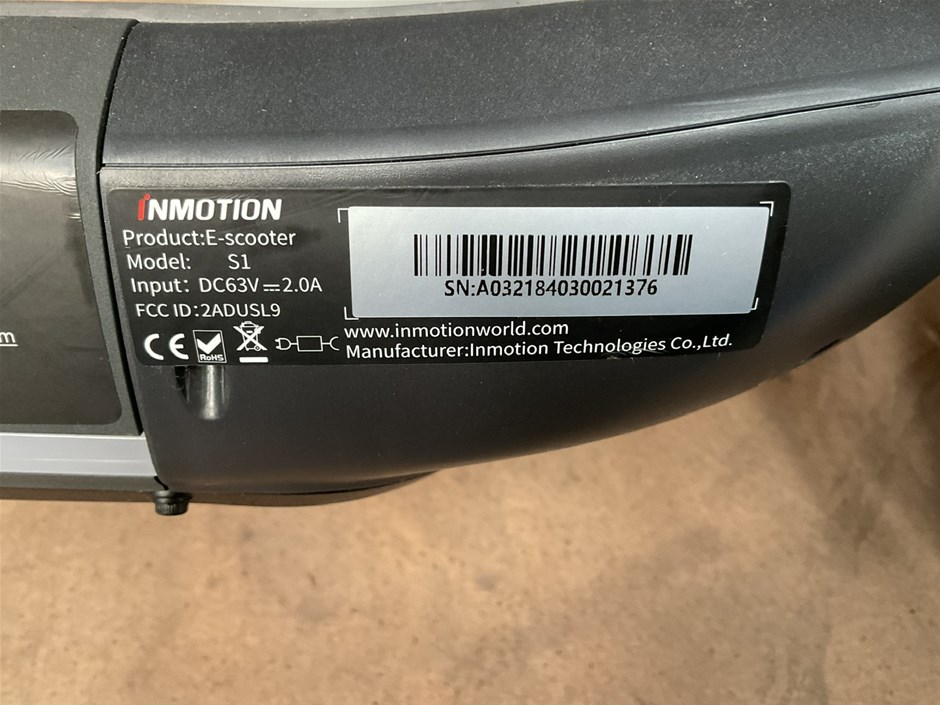 INMOTION
Product:E-scooter
Model: S1
Input: DC63V⎓2.0A
FCC ID:2ADUSL9
CE RoHS
SN:A032184030021376
www.inmotionworld.com
Manufacturer:Inmotion Technologies Co.,Ltd.
m